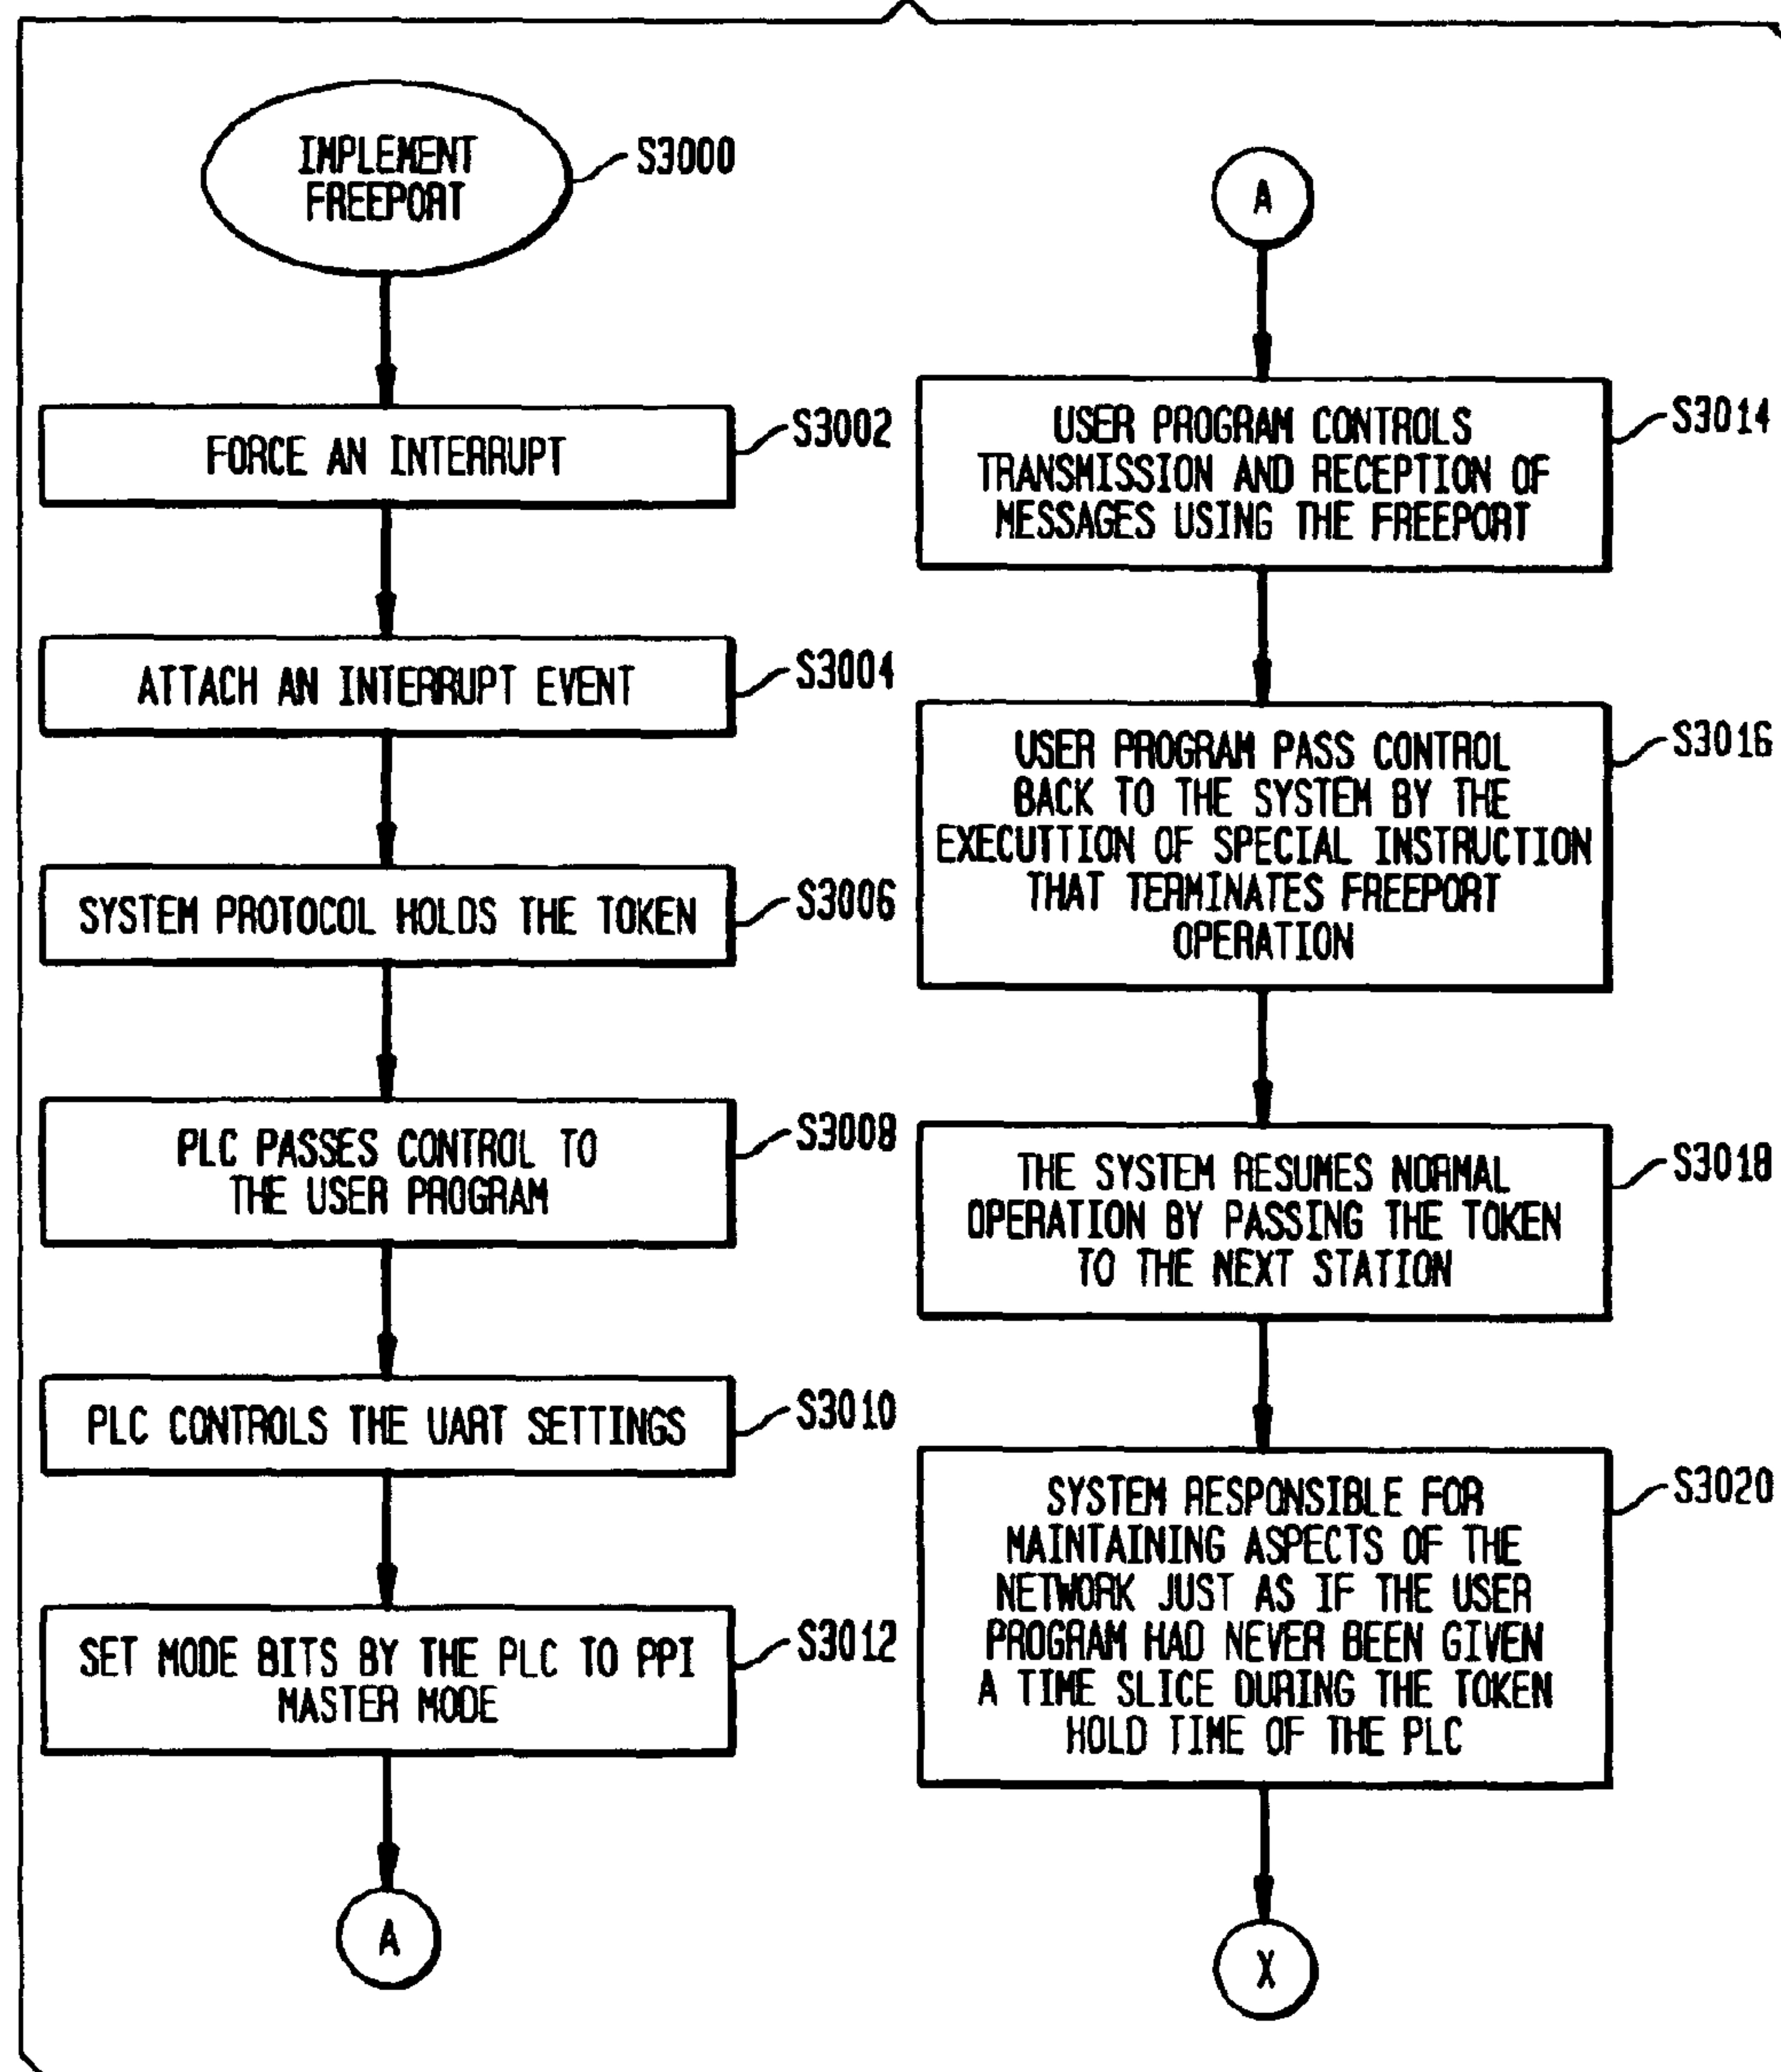 IMPLEMENT
FREEPORT
S3000
FORCE AN INTERRUPT
S3002
ATTACH AN INTERRUPT EVENT
S3004
SYSTEM PROTOCOL HOLDS THE TOKEN
S3006
PLC PASSES CONTROL TO
THE USER PROGRAM
S3008
PLC CONTROLS THE UART SETTINGS
S3010
SET MODE BITS BY THE PLC TO PPI
MASTER MODE
S3012
A
A
USER PROGRAM CONTROLS
TRANSMISSION AND RECEPTION OF
MESSAGES USING THE FREEPORT
S3014
USER PROGRAM PASS CONTROL
BACK TO THE SYSTEM BY THE
EXECUTTION OF SPECIAL INSTRUCTION
THAT TERMINATES FREEPORT
OPERATION
S3016
THE SYSTEM RESUMES NORMAL
OPERATION BY PASSING THE TOKEN
TO THE NEXT STATION
S3018
SYSTEM RESPONSIBLE FOR
MAINTAINING ASPECTS OF THE
NETWORK JUST AS IF THE USER
PROGRAM HAD NEVER BEEN GIVEN
A TIME SLICE DURING THE TOKEN
HOLD TIME OF THE PLC
S3020
X